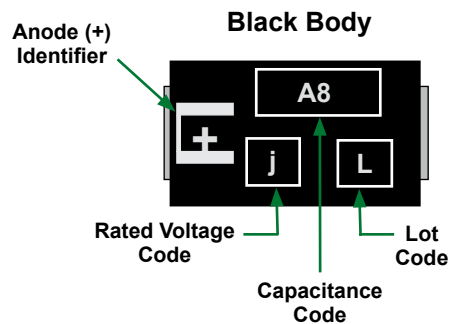 Black Body
Anode (+)
Identifier
A8
+
j
L
Rated Voltage
Code
Lot
Code
Capacitance
Code